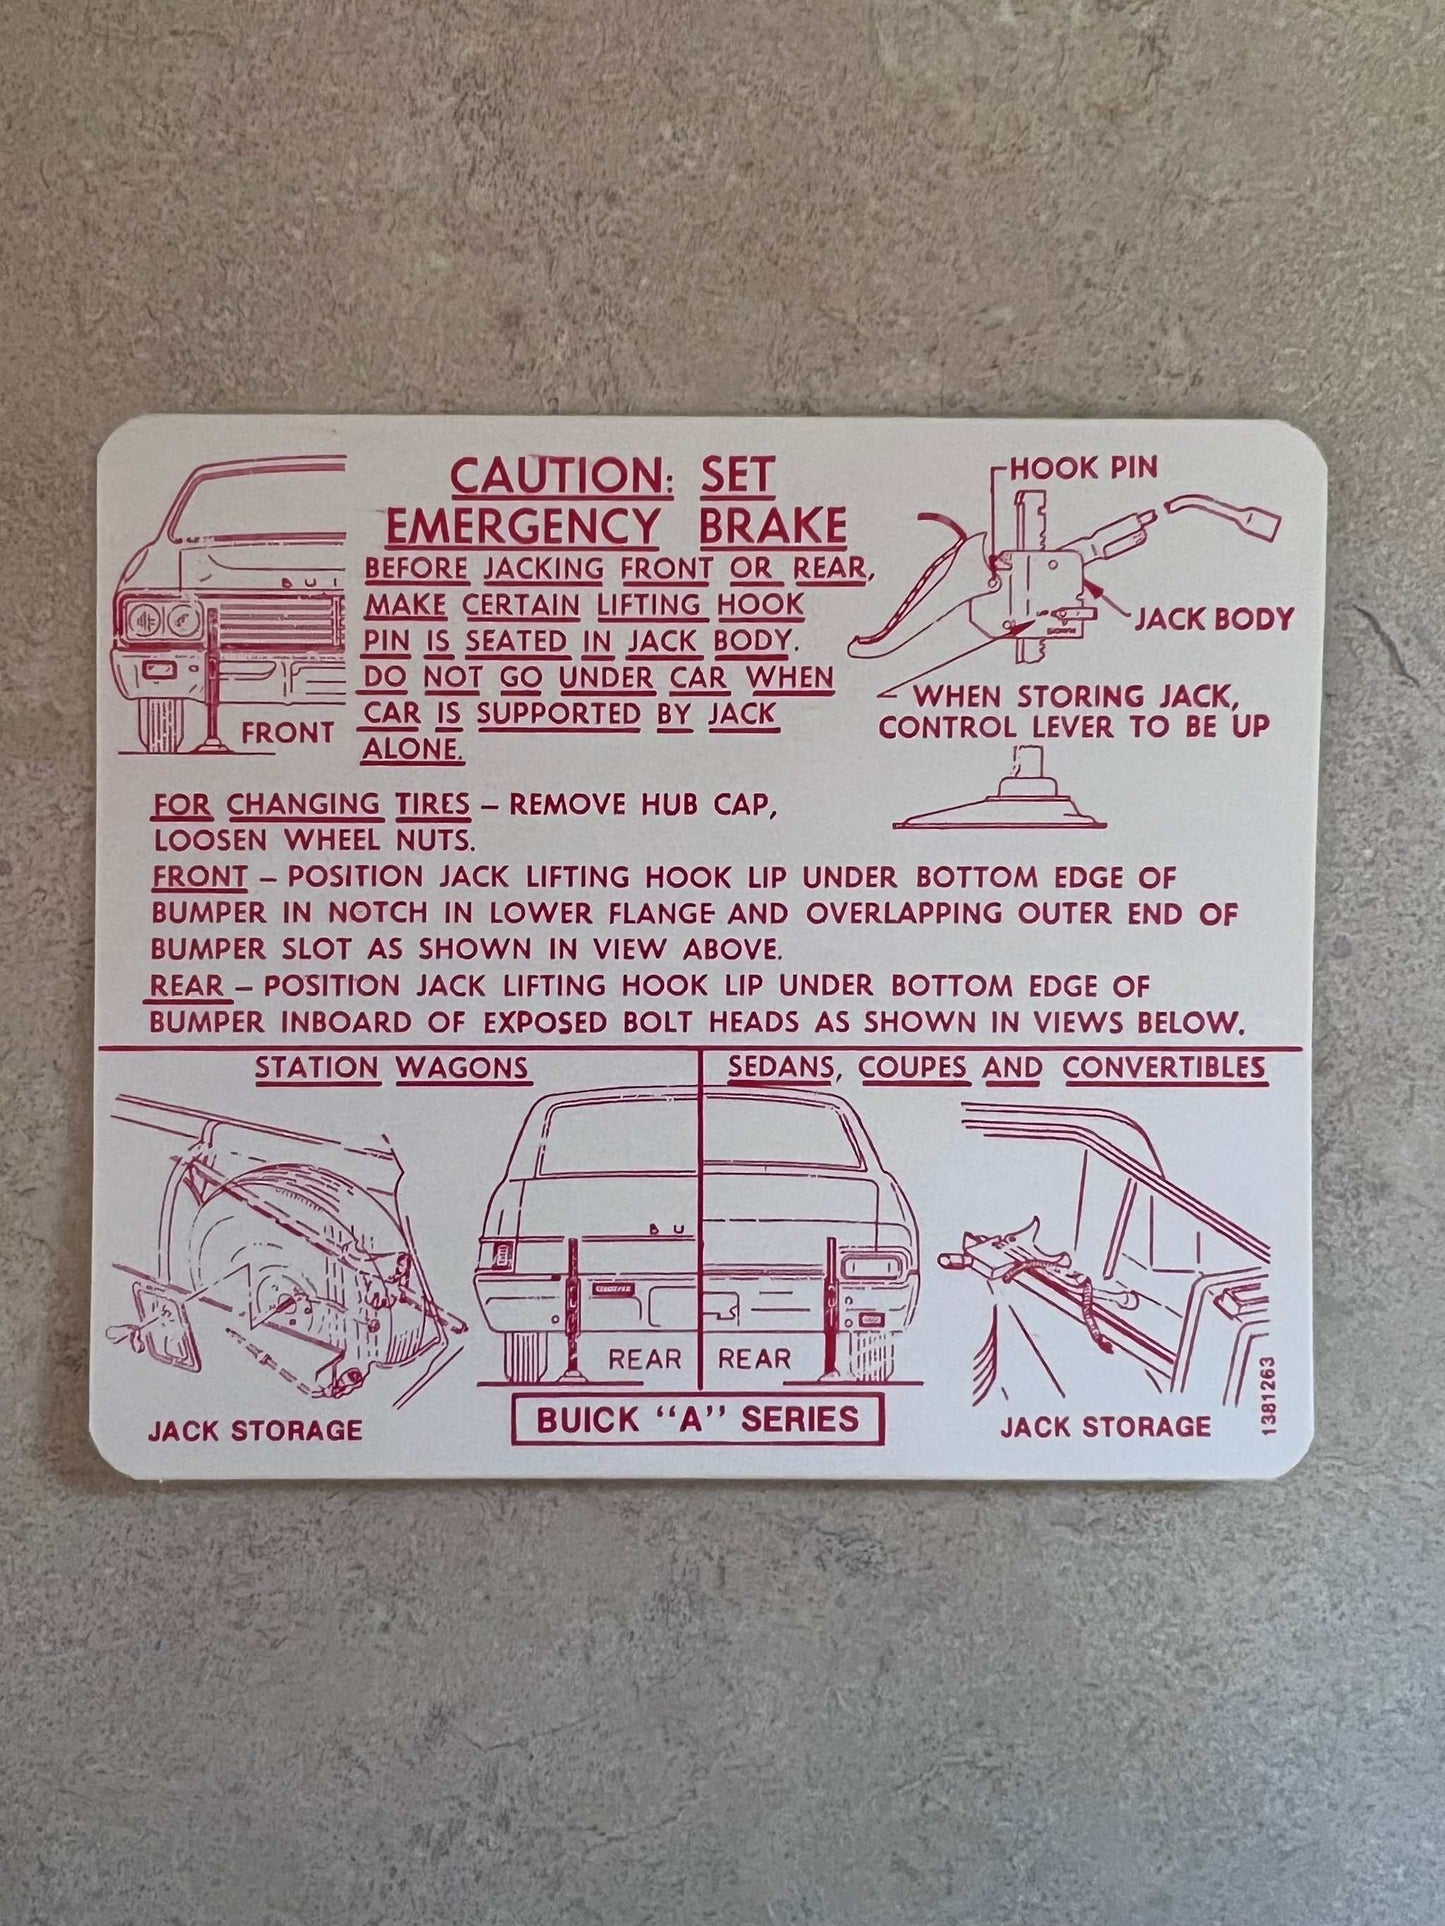 CAUTION: SET
EMERGENCY BRAKE
BEFORE JACKING FRONT OR REAR,
MAKE CERTAIN LIFTING HOOK
PIN IS SEATED IN JACK BODY.
DO NOT GO UNDER CAR WHEN
CAR IS SUPPORTED BY JACK
ALONE.
BUI
FRONT
HOOK PIN
JACK BODY
WHEN STORING JACK,
CONTROL LEVER TO BE UP
FOR CHANGING TIRES – REMOVE HUB CAP,
LOOSEN WHEEL NUTS.
FRONT – POSITION JACK LIFTING HOOK LIP UNDER BOTTOM EDGE OF
BUMPER IN NOTCH IN LOWER FLANGE AND OVERLAPPING OUTER END OF
BUMPER SLOT AS SHOWN IN VIEW ABOVE.
REAR – POSITION JACK LIFTING HOOK LIP UNDER BOTTOM EDGE OF
BUMPER INBOARD OF EXPOSED BOLT HEADS AS SHOWN IN VIEWS BELOW.
STATION WAGONS
SEDANS, COUPES AND CONVERTIBLES
BU
REAR
REAR
JACK STORAGE
BUICK "A" SERIES
JACK STORAGE
1381263